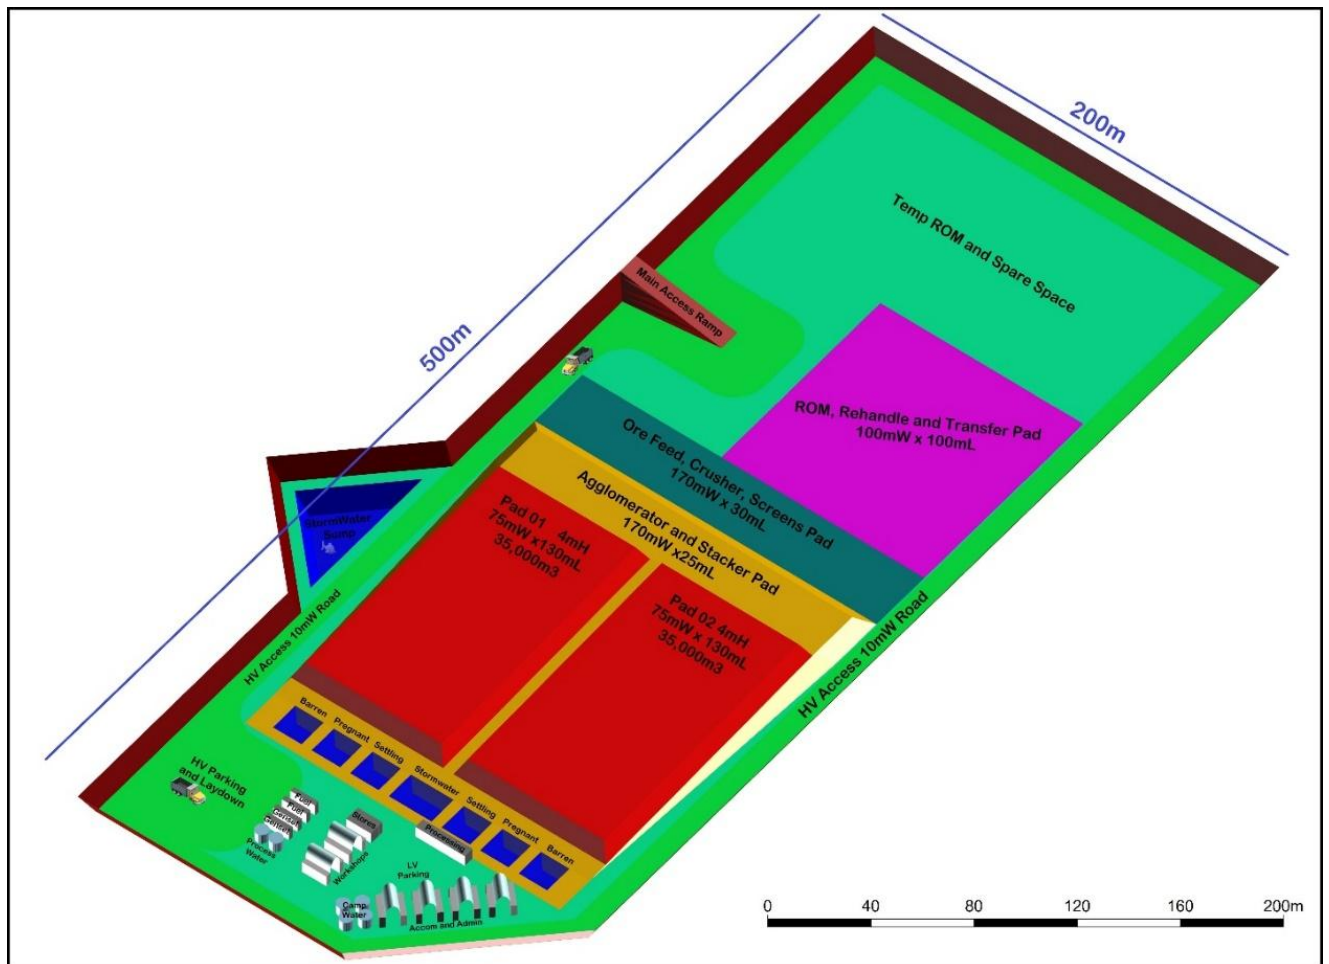 200m
500m
Temp ROM and Spare Space
Main Access Ramp
ROM, Rehandle and Transfer Pad
100mW x 100mL
Ore Feed, Crusher, Screens Pad
170mW x 30mL
Agglomerator and Stacker Pad
170mW x25mL
Pad 01 4mH
75mW x130mL
35,000m3
Pad 02 4mH
75mW x 130mL
35,000m3
StormWater
Sump
HV Access 10mW Road
HV Access 10mW Road
Barren
Pregnant
Settling
Stormwater
Settling
Pregnant
Barren
HV Parking
and Laydown
Fuel
Fuel
Genset
Genset
Process
Water
Stores
Workshops
Processing
LV
Parking
Camp
Water
Accom and Admin
0 40 80 120 160 200m